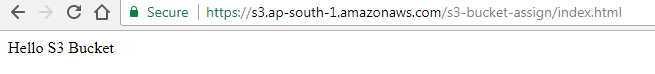 Secure https://s3.ap-south-1.amazonaws.com/s3-bucket-assign/index.html
Hello S3 Bucket